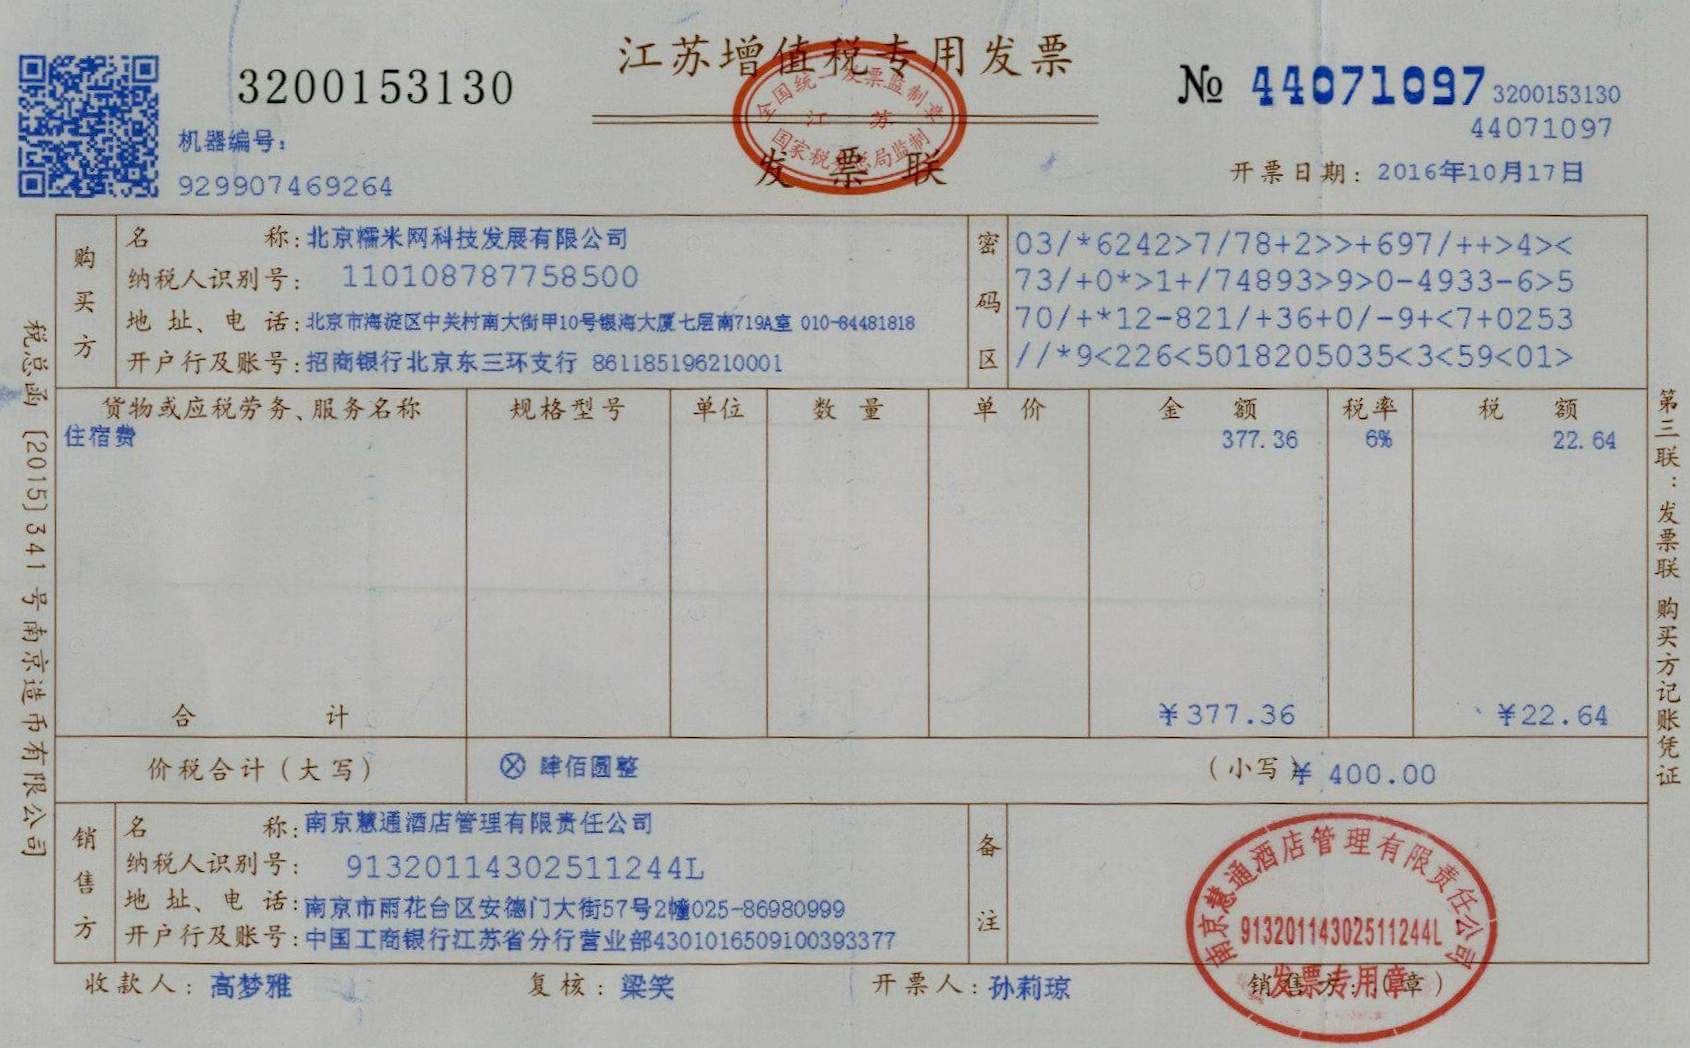 江苏增值税专用发票
3200153130
№ 44071097 3200153130
44071097
机器编号:
929907469264
全国统一发票监制章
江 苏
国家税务总局监制
发 票 联
开票日期: 2016年10月17日
购买方
名 称: 北京糯米网科技发展有限公司
纳税人识别号: 110108787758500
地 址、电 话: 北京市海淀区中关村南大街甲10号银海大厦七层南719A室 010-84481818
开户行及账号: 招商银行北京东三环支行 861185196210001
密码区
03/*6242>7/78+2>>+697/++>4><
73/+0*>1+/74893>9>0-4933-6>5
70/+*12-821/+36+0/-9+<7+0253
//*9<226<5018205035<3<59<01>
货物或应税劳务、服务名称 规格型号 单位 数 量 单 价 金 额 税率 税 额
住宿费 377.36 6% 22.64
合 计 ¥377.36 ¥22.64
价税合计(大写) ⊗ 肆佰圆整 (小写) ¥ 400.00
销售方
名 称: 南京慧通酒店管理有限责任公司
纳税人识别号: 91320114302511244L
地 址、电 话: 南京市雨花台区安德门大街57号2幢025-86980999
开户行及账号: 中国工商银行江苏省分行营业部4301016509100393377
备注
南京慧通酒店管理有限责任公司
91320114302511244L
发票专用章
收款人: 高梦雅 复核: 梁笑 开票人: 孙莉琼 销售方:(章)
税总函〔2015〕341号南京造币有限公司
第三联:发票联 购买方记账凭证